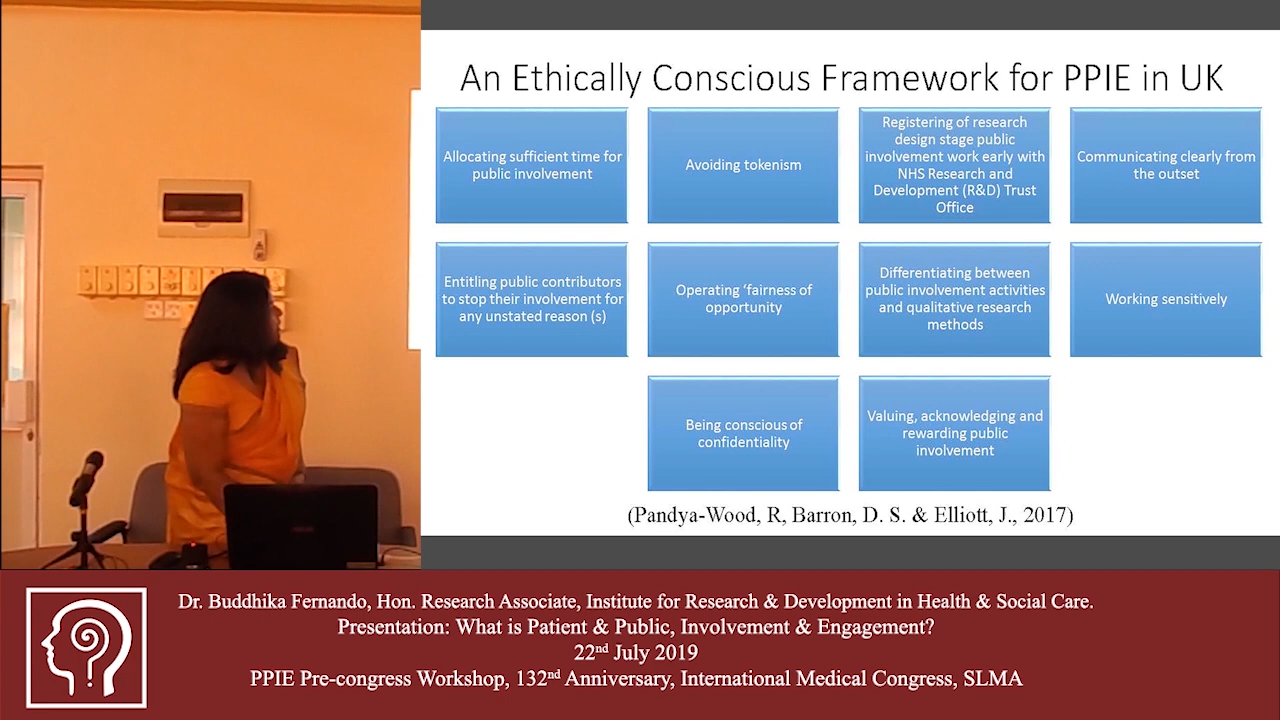 An Ethically Conscious Framework for PPIE in UK
Allocating sufficient time for
public involvement
Avoiding tokenism
Registering of research
design stage public
involvement work early with
NHS Research and
Development (R&D) Trust
Office
Communicating clearly from
the outset
Entitling public contributors
to stop their involvement for
any unstated reason (s)
Operating ‘fairness of
opportunity
Differentiating between
public involvement activities
and qualitative research
methods
Working sensitively
Being conscious of
confidentiality
Valuing, acknowledging and
rewarding public
involvement
(Pandya-Wood, R, Barron, D. S. & Elliott, J., 2017)
Dr. Buddhika Fernando, Hon. Research Associate, Institute for Research & Development in Health & Social Care.
Presentation: What is Patient & Public, Involvement & Engagement?
22nd July 2019
PPIE Pre-congress Workshop, 132nd Anniversary, International Medical Congress, SLMA